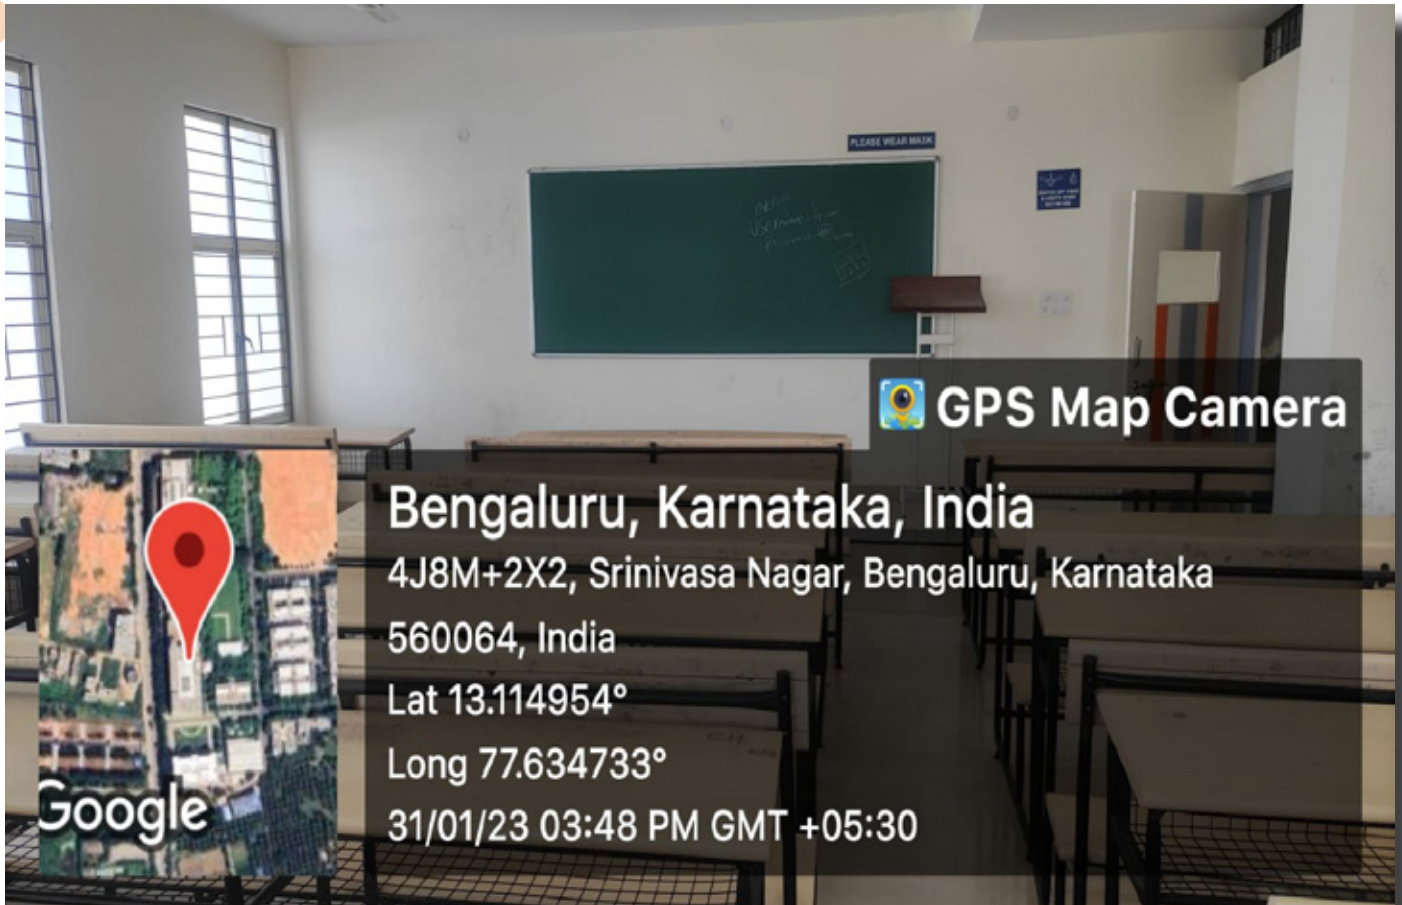 PLEASE WEAR MASK
GPS Map Camera
Bengaluru, Karnataka, India
4J8M+2X2, Srinivasa Nagar, Bengaluru, Karnataka
560064, India
Lat 13.114954°
Long 77.634733°
31/01/23 03:48 PM GMT +05:30
Google